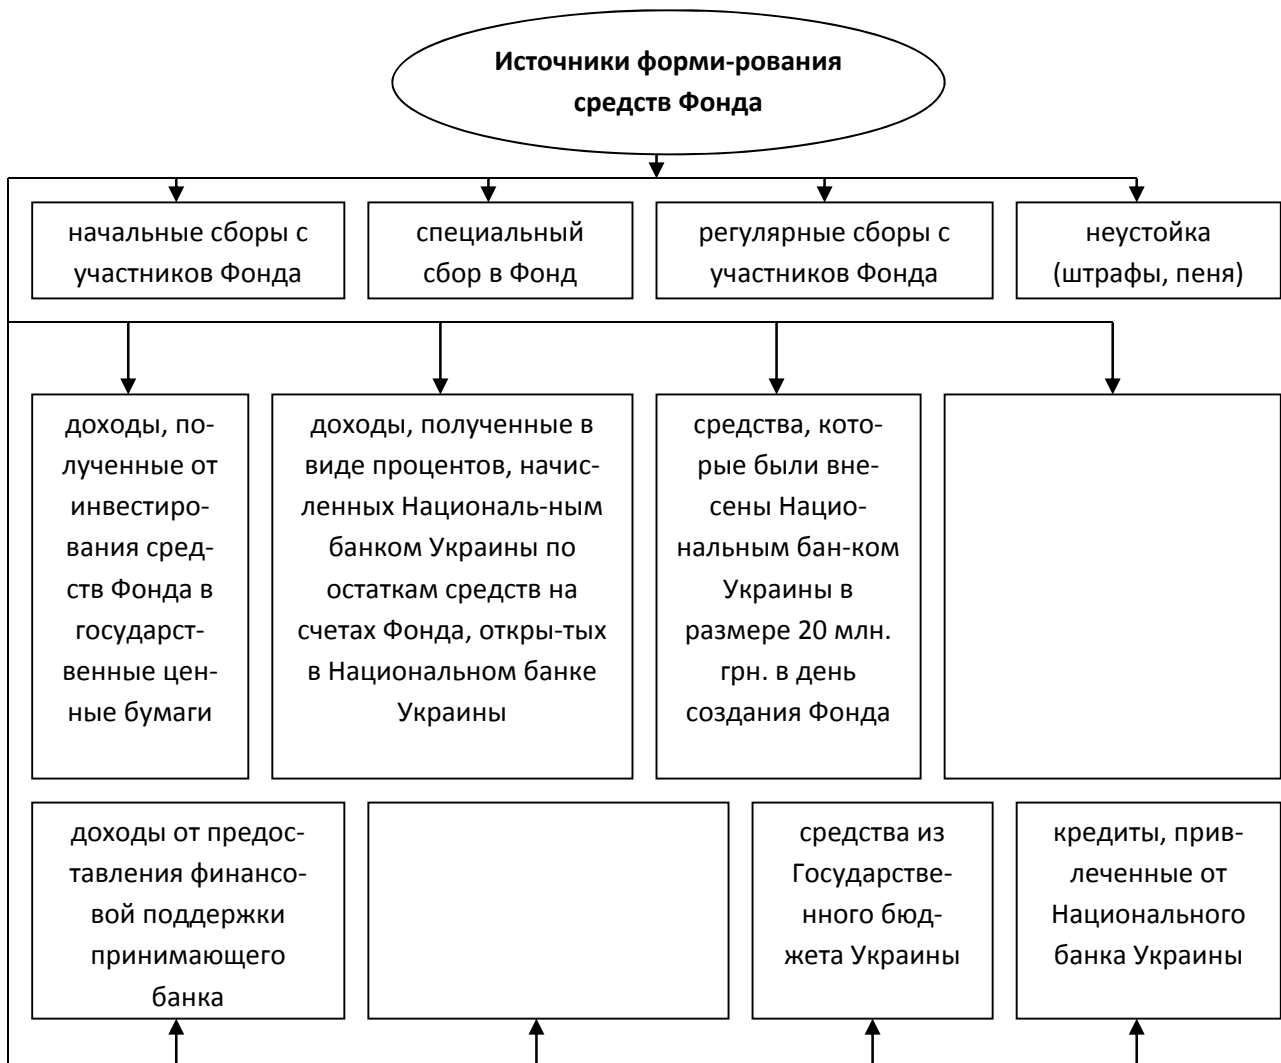 Источники форми-рования
средств Фонда
начальные сборы с
участников Фонда
специальный
сбор в Фонд
регулярные сборы с
участников Фонда
неустойка
(штрафы, пеня)
доходы, по-
лученные от
инвестиро-
вания сред-
ств Фонда в
государст-
венные цен-
ные бумаги
доходы, полученные в
виде процентов, начис-
ленных Националь-ным
банком Украины по
остаткам средств на
счетах Фонда, откры-тых
в Национальном банке
Украины
средства, кото-
рые были вне-
сены Нацио-
нальным бан-ком
Украины в
размере 20 млн.
грн. в день
создания Фонда
доходы от предос-
тавления финансо-
вой поддержки
принимающего
банка
средства из
Государстве-
нного бюд-
жета Украины
кредиты, прив-
леченные от
Национального
банка Украины